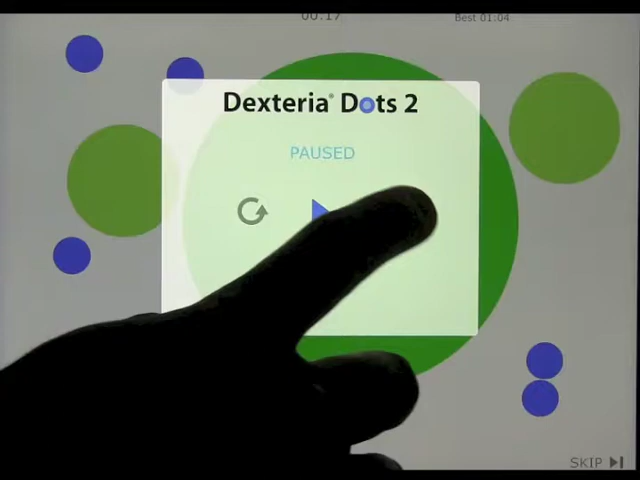 00:17
Best 01:04
Dexteria® Dots 2
PAUSED
SKIP